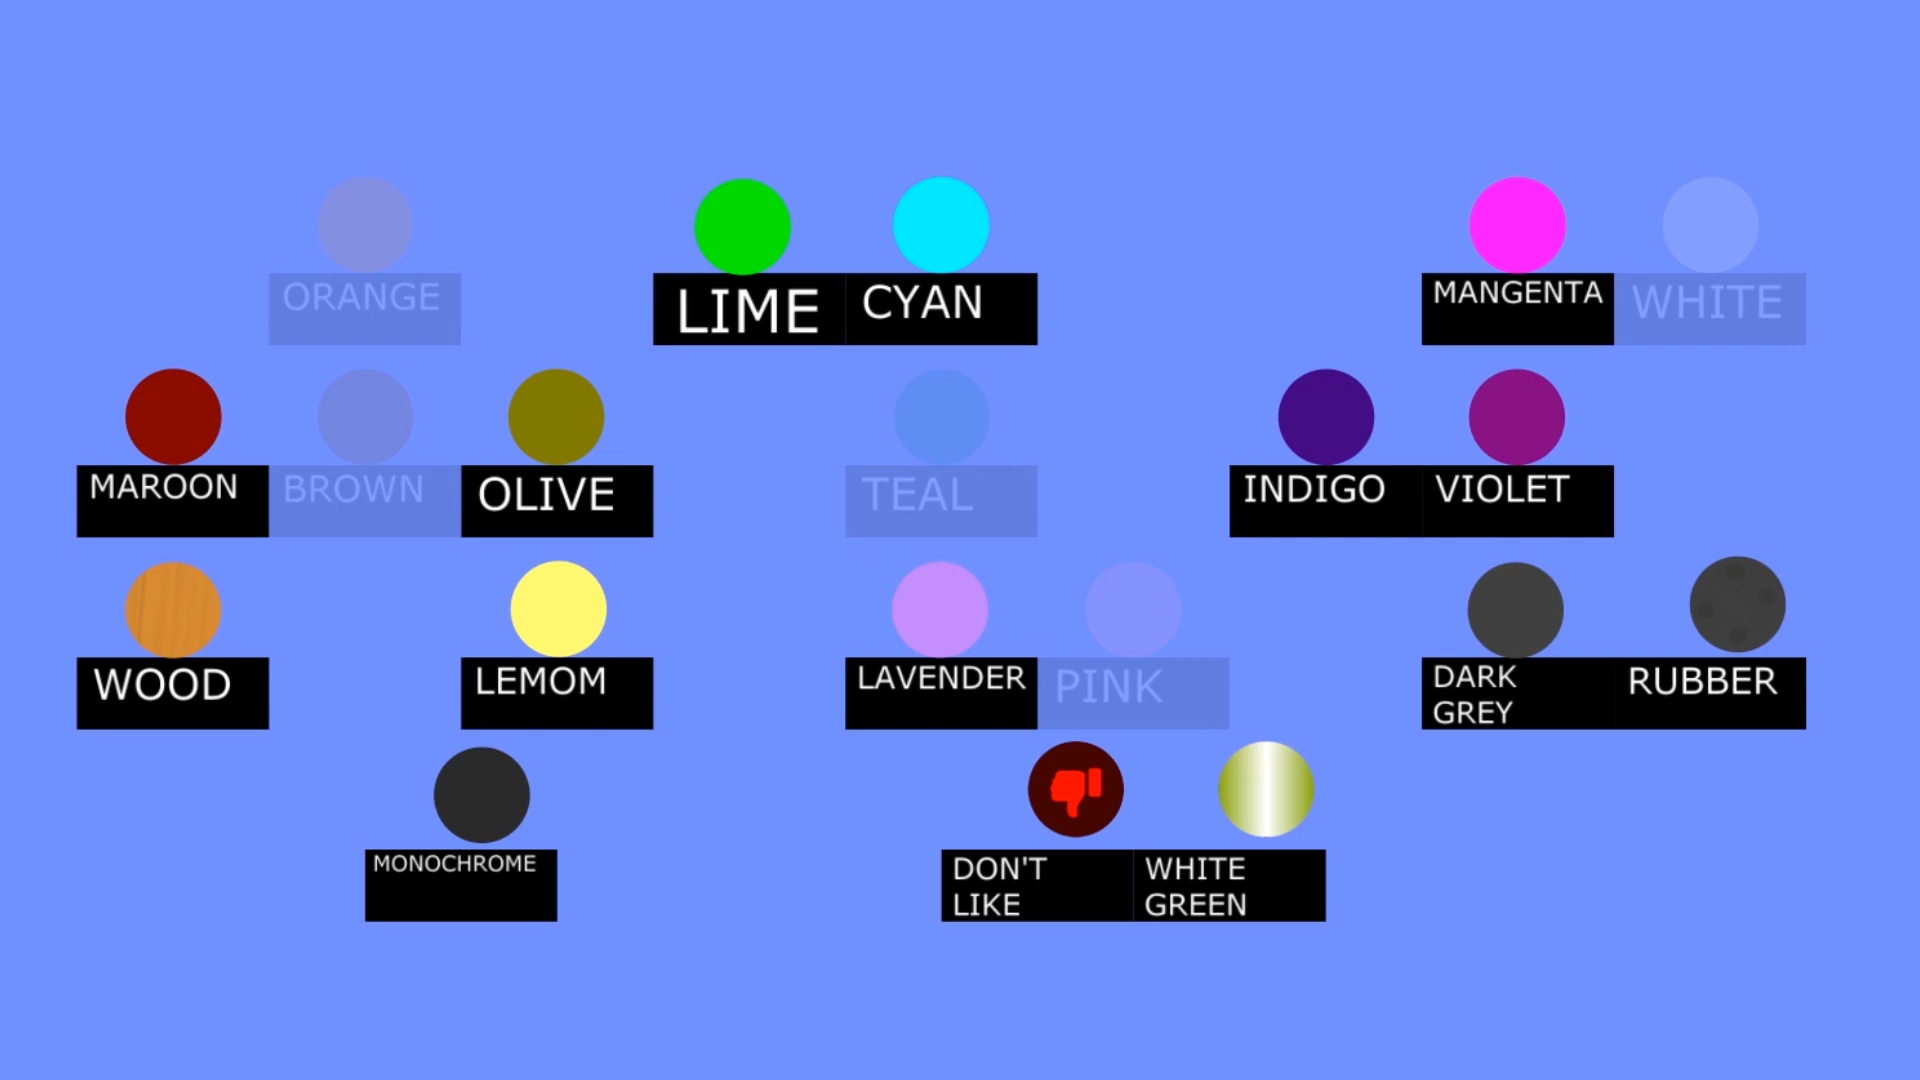 ORANGE
LIME
CYAN
MANGENTA
WHITE
MAROON
BROWN
OLIVE
TEAL
INDIGO
VIOLET
WOOD
LEMOM
LAVENDER
PINK
DARK
GREY
RUBBER
MONOCHROME
DON'T
LIKE
WHITE
GREEN